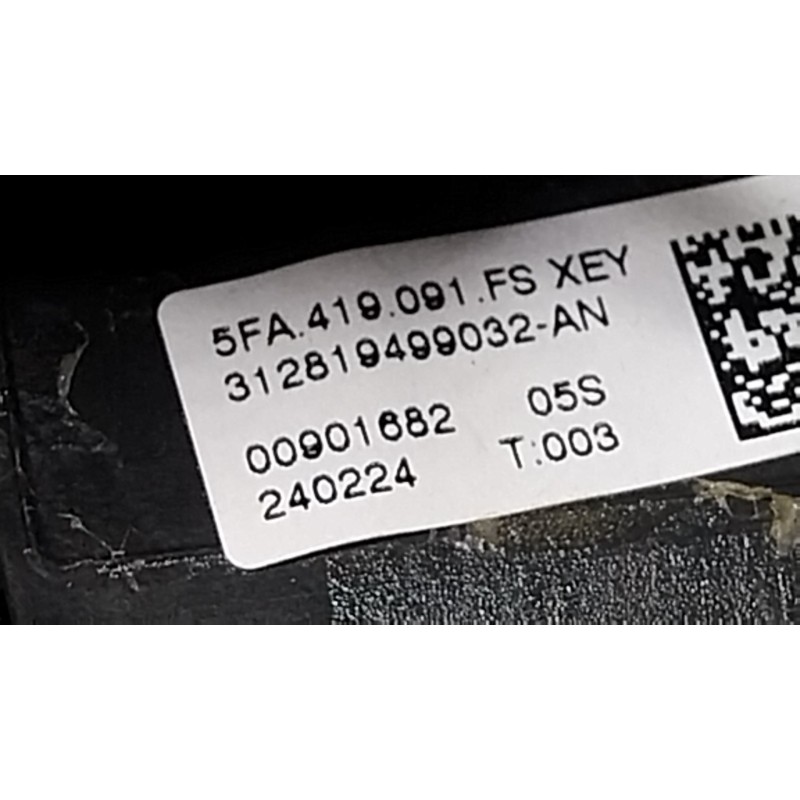 5FA.419.091.FS XEY
312819499032-AN
00901682 05S
240224 T:003